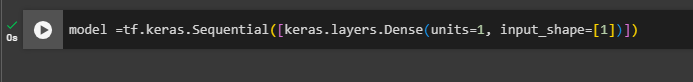 model =tf.keras.Sequential([keras.layers.Dense(units=1, input_shape=[1])])
0s